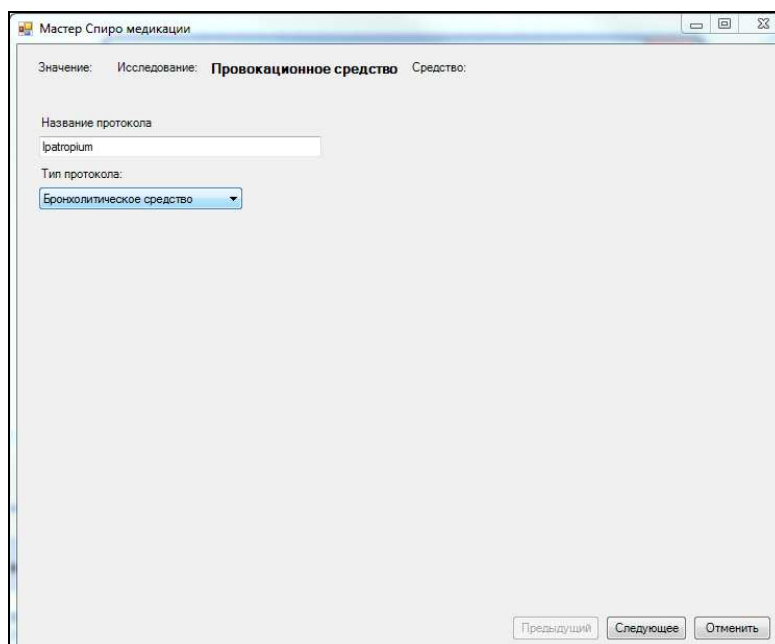 Мастер Спиро медикации
Значение: Исследование: Провокационное средство Средство:
Название протокола
Ipatropium
Тип протокола:
Бронхолитическое средство
Предыдущий Следующее Отменить